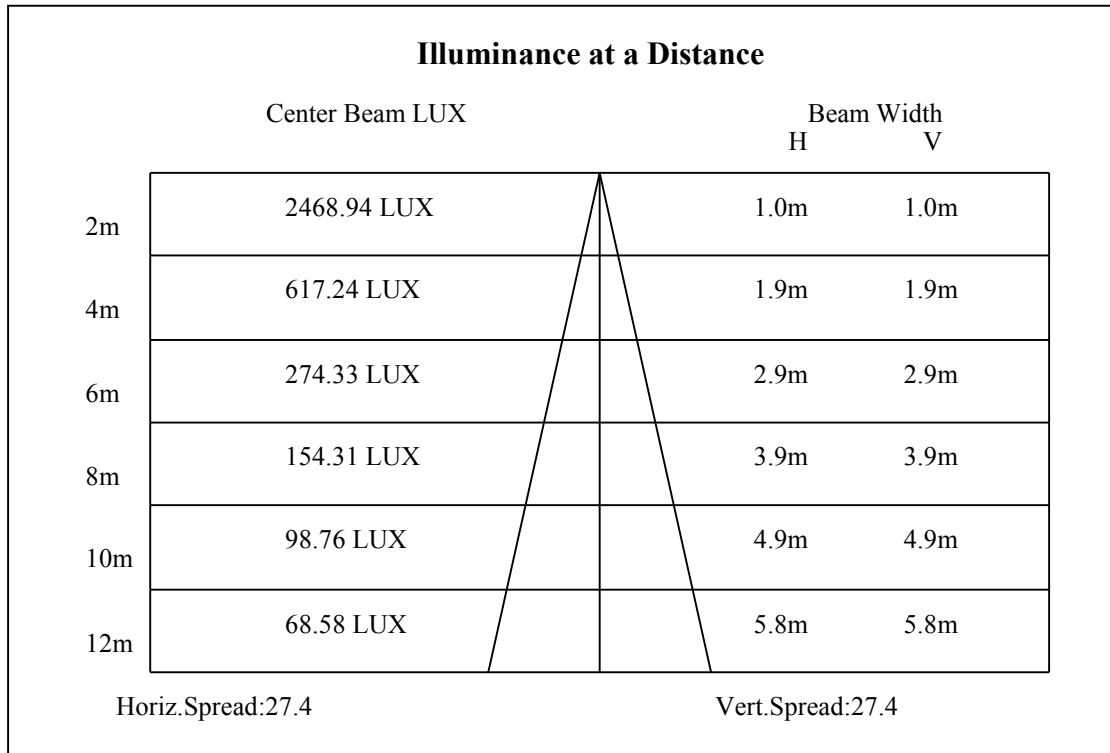 Illuminance at a Distance
Center Beam LUX Beam Width
H V
2m 2468.94 LUX 1.0m 1.0m
4m 617.24 LUX 1.9m 1.9m
6m 274.33 LUX 2.9m 2.9m
8m 154.31 LUX 3.9m 3.9m
10m 98.76 LUX 4.9m 4.9m
12m 68.58 LUX 5.8m 5.8m
Horiz.Spread:27.4 Vert.Spread:27.4